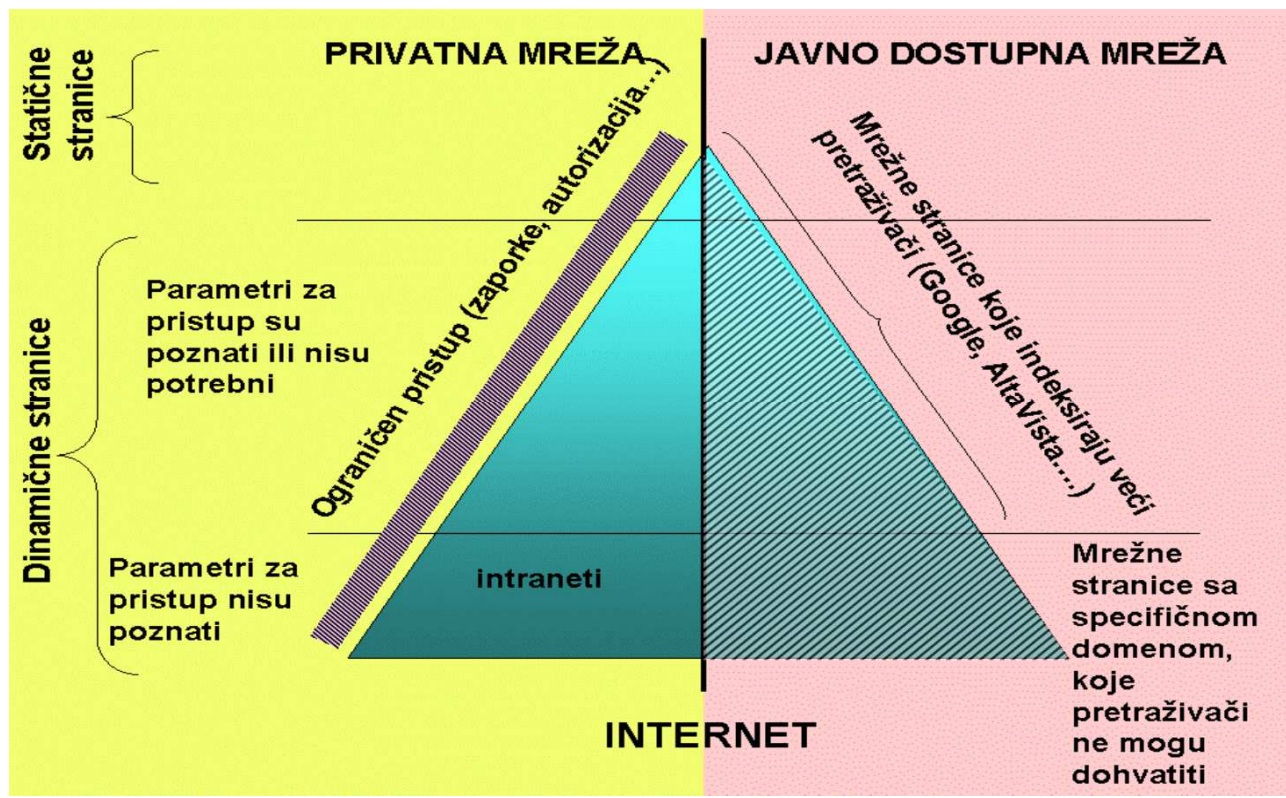 PRIVATNA MREŽA
JAVNO DOSTUPNA MREŽA
Statične
stranice
Ograničen pristup (zaporke, autorizacija...)
Mrežne stranice koje indeksiraju veći
pretraživači (Google, AltaVista....)
Dinamične stranice
Parametri za
pristup su
poznati ili nisu
potrebni
Parametri za
pristup nisu
poznati
intraneti
Mrežne
stranice sa
specifičnom
domenom,
koje
pretraživači
ne mogu
dohvatiti
INTERNET